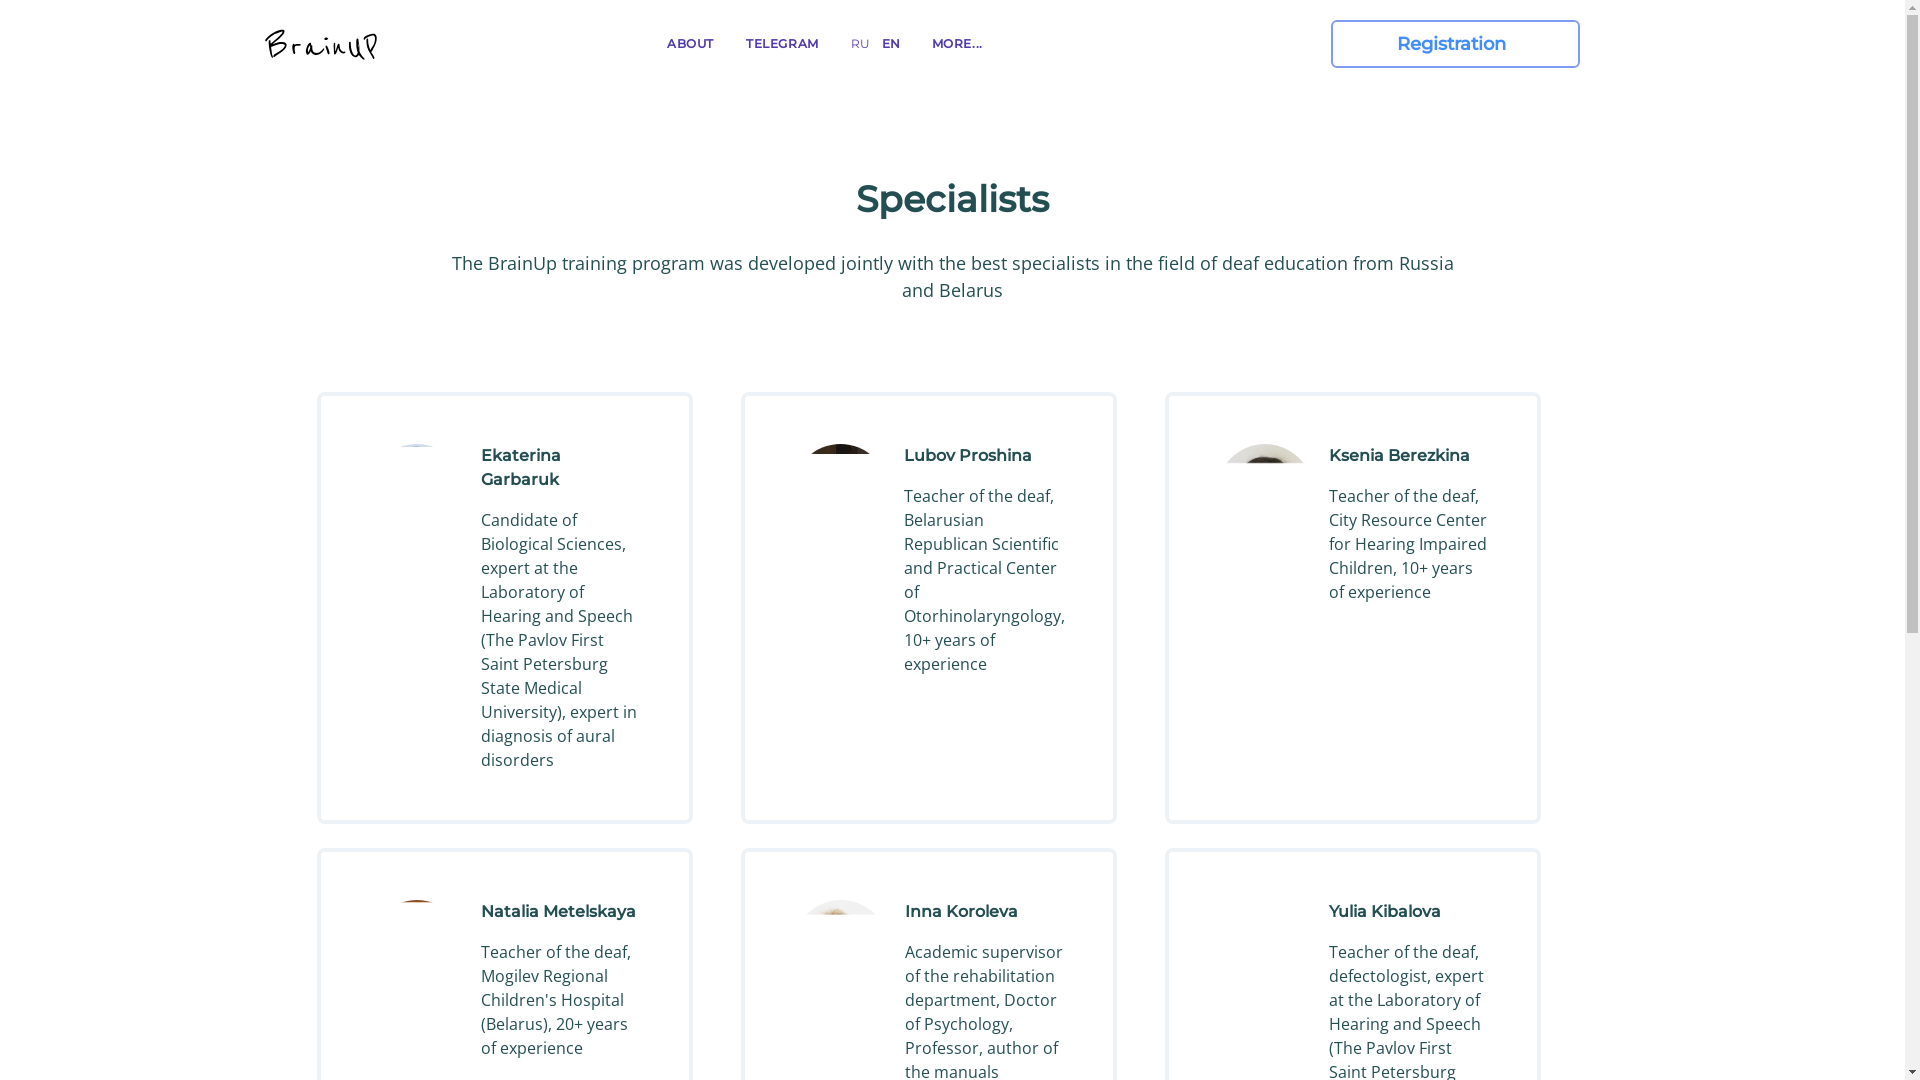 BrainUP
ABOUT
TELEGRAM
RU
EN
MORE...
Registration
Specialists
The BrainUp training program was developed jointly with the best specialists in the field of deaf education from Russia
and Belarus
Ekaterina
Garbaruk
Candidate of
Biological Sciences,
expert at the
Laboratory of
Hearing and Speech
(The Pavlov First
Saint Petersburg
State Medical
University), expert in
diagnosis of aural
disorders
Lubov Proshina
Teacher of the deaf,
Belarusian
Republican Scientific
and Practical Center
of
Otorhinolaryngology,
10+ years of
experience
Ksenia Berezkina
Teacher of the deaf,
City Resource Center
for Hearing Impaired
Children, 10+ years
of experience
Natalia Metelskaya
Teacher of the deaf,
Mogilev Regional
Children's Hospital
(Belarus), 20+ years
of experience
Inna Koroleva
Academic supervisor
of the rehabilitation
department, Doctor
of Psychology,
Professor, author of
the manuals
Yulia Kibalova
Teacher of the deaf,
defectologist, expert
at the Laboratory of
Hearing and Speech
(The Pavlov First
Saint Petersburg